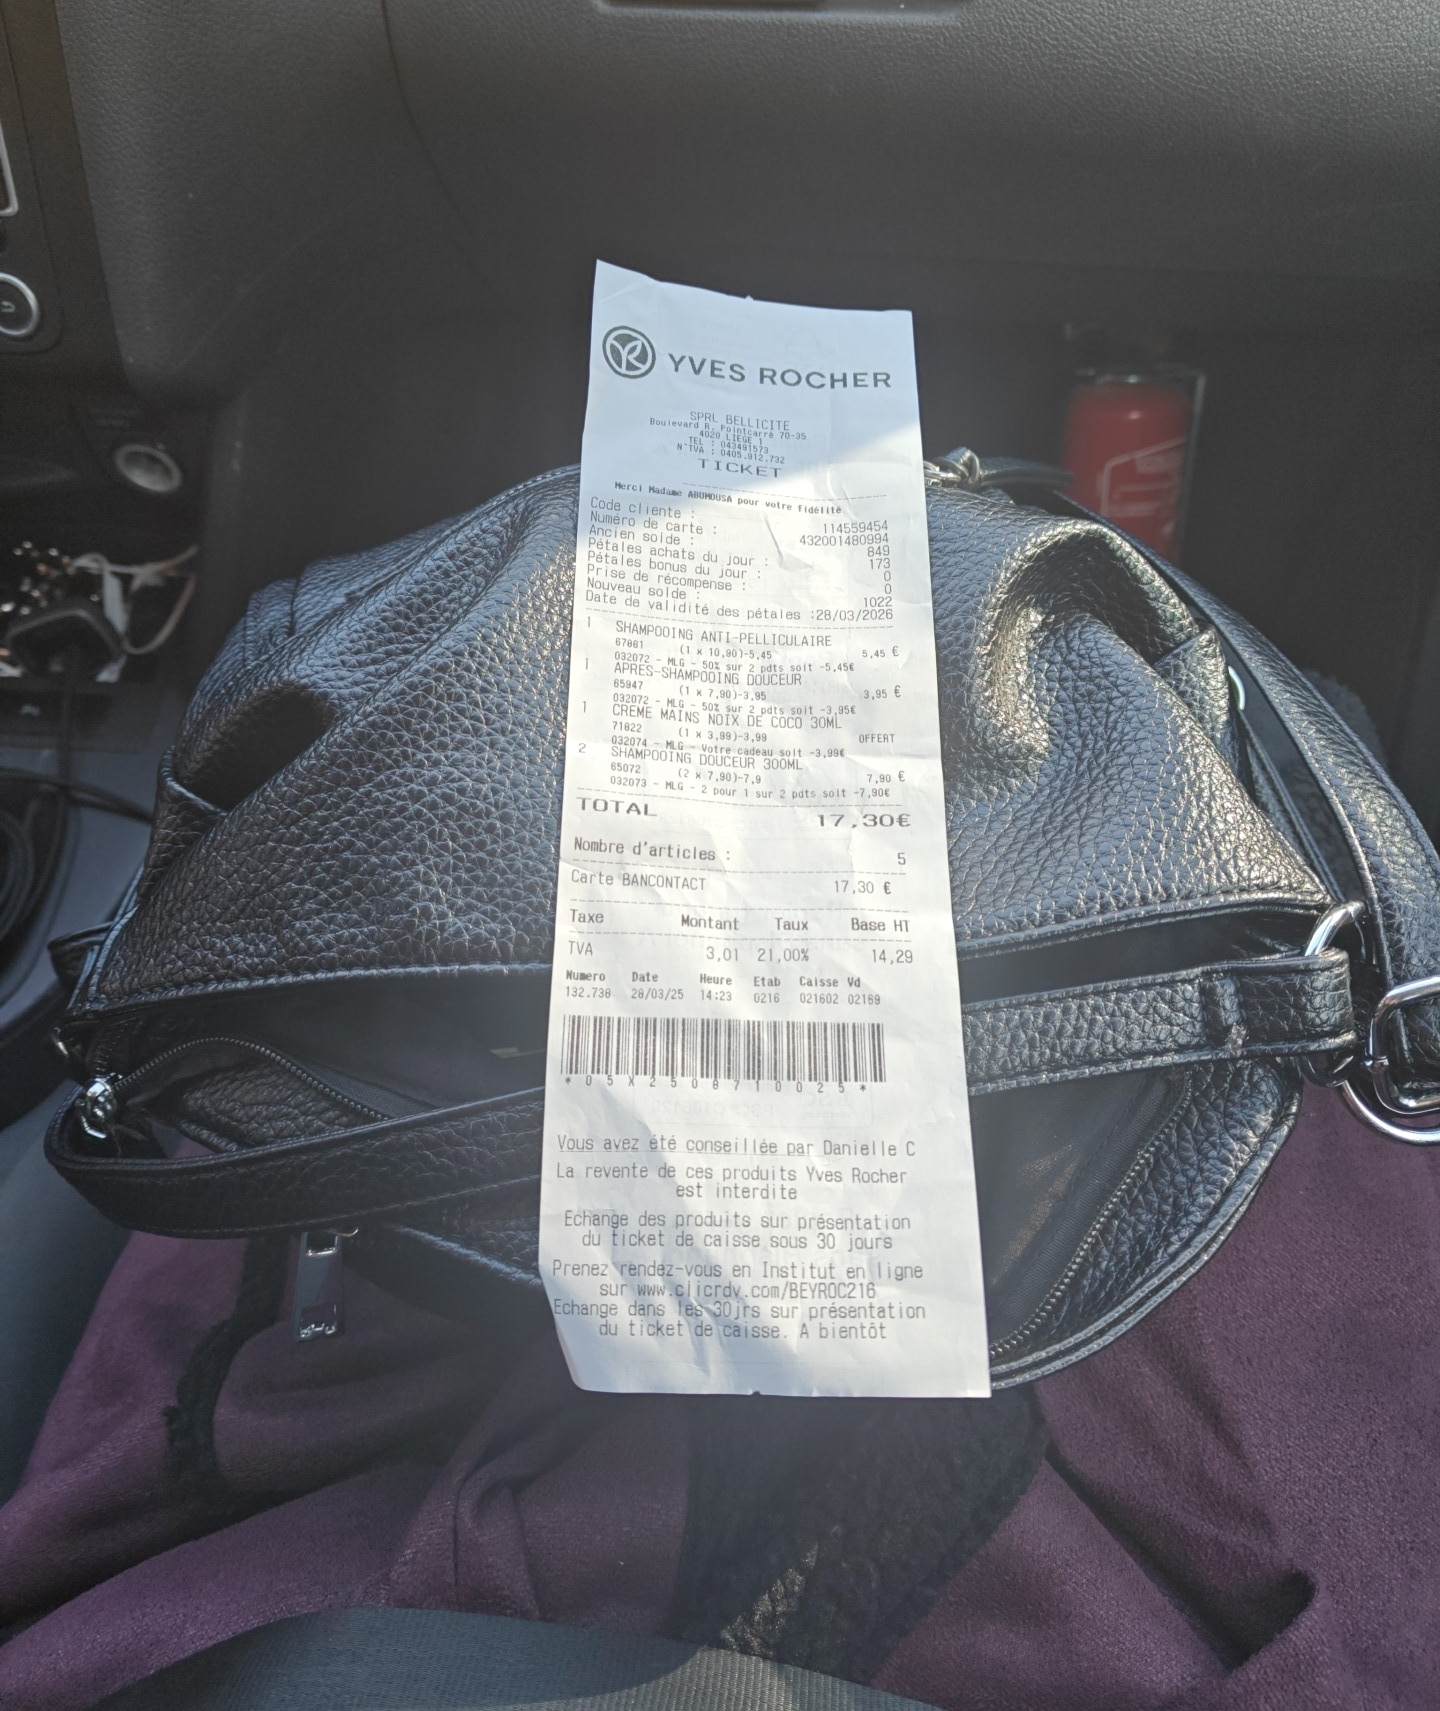 YVES ROCHER
SPRL BELLICITE
Boulevard R. Pointcarré 70-35
4020 LIEGE 1
TEL : 043491573
N°TVA : 0405.912.732
TICKET
Merci Madame ABUMOUSA pour votre fidélité
Code cliente : 114559454
Numéro de carte : 432001480994
Ancien solde : 849
Pétales achats du jour : 173
Pétales bonus du jour : 0
Prise de récompense : 0
Nouveau solde : 1022
Date de validité des pétales :28/03/2026
1 SHAMPOOING ANTI-PELLICULAIRE
67881 (1 x 10,90)-5,45 5,45 €
032072 - MLG - 50% sur 2 pdts soit -5,45€
1 APRES-SHAMPOOING DOUCEUR
65947 (1 x 7,90)-3,95 3,95 €
032072 - MLG - 50% sur 2 pdts soit -3,95€
1 CREME MAINS NOIX DE COCO 30ML
71822 (1 x 3,99)-3,99 OFFERT
032074 - MLG - Votre cadeau soit -3,99€
2 SHAMPOOING DOUCEUR 300ML
65072 (2 x 7,90)-7,9 7,90 €
032073 - MLG - 2 pour 1 sur 2 pdts soit -7,90€
TOTAL 17,30€
Nombre d'articles : 5
Carte BANCONTACT 17,30 €
Taxe Montant Taux Base HT
TVA 3,01 21,00% 14,29
Numero Date Heure Etab Caisse Vd
132.738 28/03/25 14:23 0216 021602 02169
*05X2508710025*
Vous avez été conseillée par Danielle C
La revente de ces produits Yves Rocher
est interdite
Echange des produits sur présentation
du ticket de caisse sous 30 jours
Prenez rendez-vous en Institut en ligne
sur www.clicrdv.com/BEYROC216
Echange dans les 30jrs sur présentation
du ticket de caisse. A bientôt